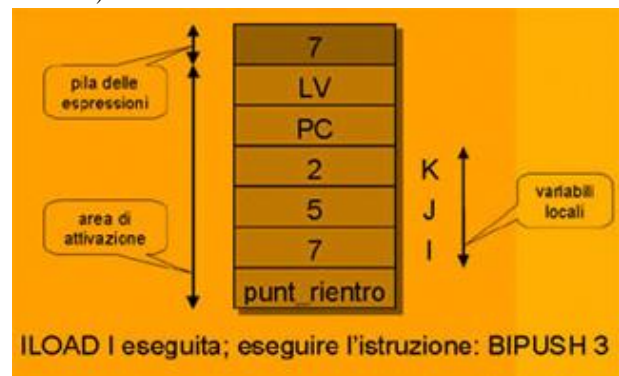 )
7
pila delle
espressioni
LV
PC
2
K
variabili
locali
5
J
area di
attivazione
7
I
punt_rientro
ILOAD I eseguita; eseguire l'istruzione: BIPUSH 3